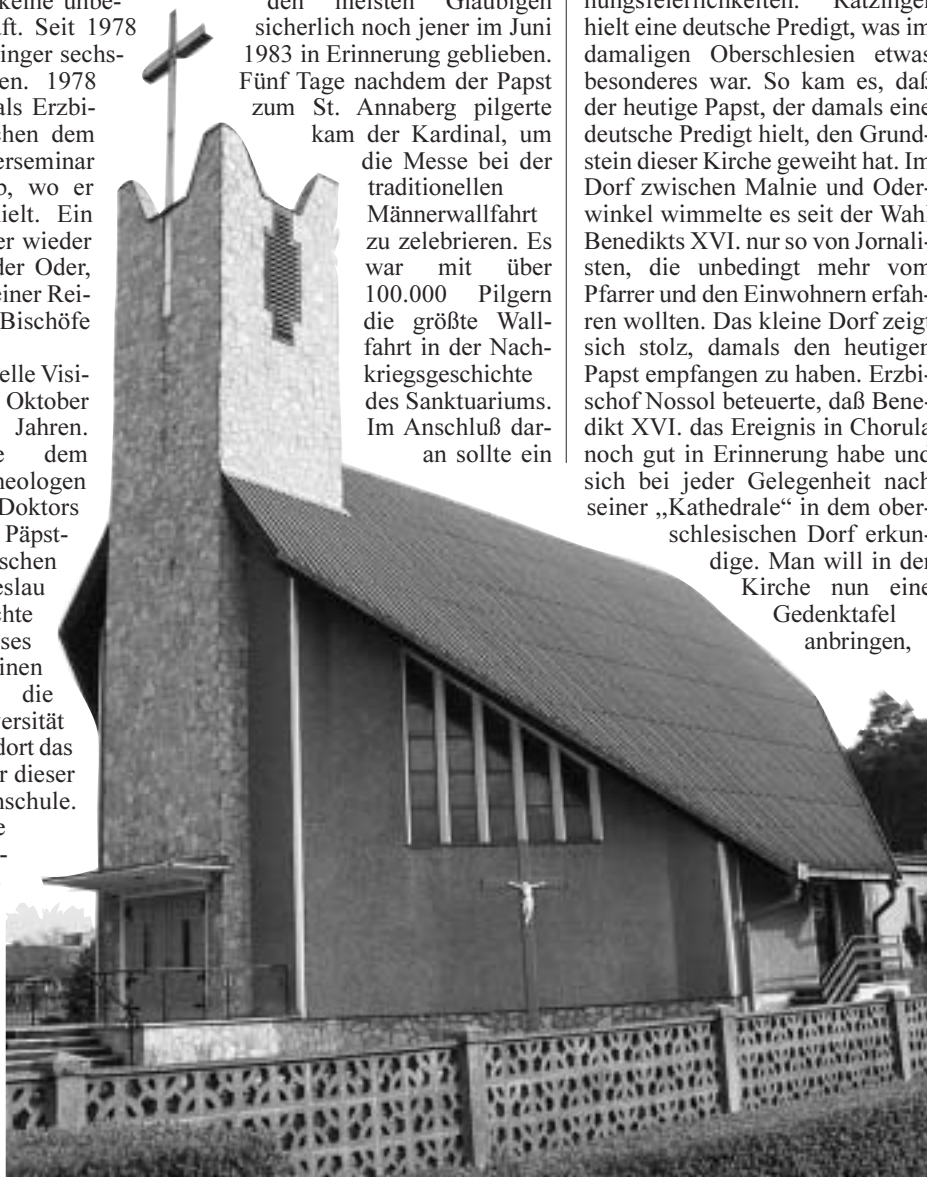 keine unbe-
ft. Seit 1978
inger sechs-
en. 1978
als Erzbi-
chen dem
erseminar
o, wo er
ielt. Ein
er wieder
der Oder,
einer Rei-
Bischöfe
elle Visi-
Oktober
Jahren.
e dem
heologen
Doktors
Päpst-
schen
eslau
chte
ses
inen
die
ersität
dort das
r dieser
hschule.
e
-
den meisten Gläubigen
sicherlich noch jener im Juni
1983 in Erinnerung geblieben.
Fünf Tage nachdem der Papst
zum St. Annaberg pilgerte
kam der Kardinal, um
die Messe bei der
traditionellen
Männerwallfahrt
zu zelebrieren. Es
war mit über
100.000 Pilgern
die größte Wall-
fahrt in der Nach-
kriegsgeschichte
des Sanktuariums.
Im Anschluß dar-
an sollte ein
nungsfeierlichkeiten. Ratzinger
hielt eine deutsche Predigt, was im
damaligen Oberschlesien etwas
besonderes war. So kam es, daß
der heutige Papst, der damals eine
deutsche Predigt hielt, den Grund-
stein dieser Kirche geweiht hat. Im
Dorf zwischen Malnie und Oder-
winkel wimmelte es seit der Wahl
Benedikts XVI. nur so von Jornali-
sten, die unbedingt mehr vom
Pfarrer und den Einwohnern erfah-
ren wollten. Das kleine Dorf zeigt
sich stolz, damals den heutigen
Papst empfangen zu haben. Erzbi-
schof Nossol beteuerte, daß Bene-
dikt XVI. das Ereignis in Chorula
noch gut in Erinnerung habe und
sich bei jeder Gelegenheit nach
seiner „Kathedrale“ in dem ober-
schlesischen Dorf erkun-
dige. Man will in der
Kirche nun eine
Gedenktafel
anbringen,